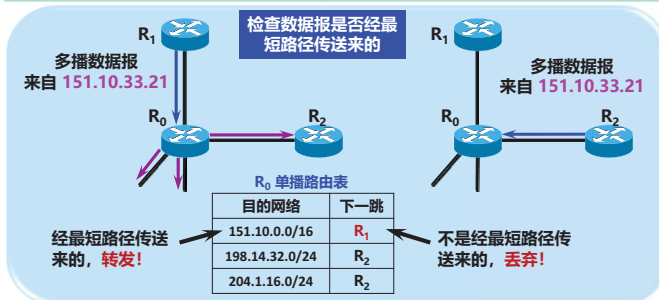 检查数据报是否经最
短路径传送来的
R₁
多播数据报
来自 151.10.33.21
R₀
R₂
R₁
多播数据报
来自 151.10.33.21
R₀
R₂
R₀ 单播路由表
目的网络 下一跳
151.10.0.0/16 R₁
198.14.32.0/24 R₂
204.1.16.0/24 R₂
经最短路径传送
来的，转发！
不是经最短路径传
送来的，丢弃！